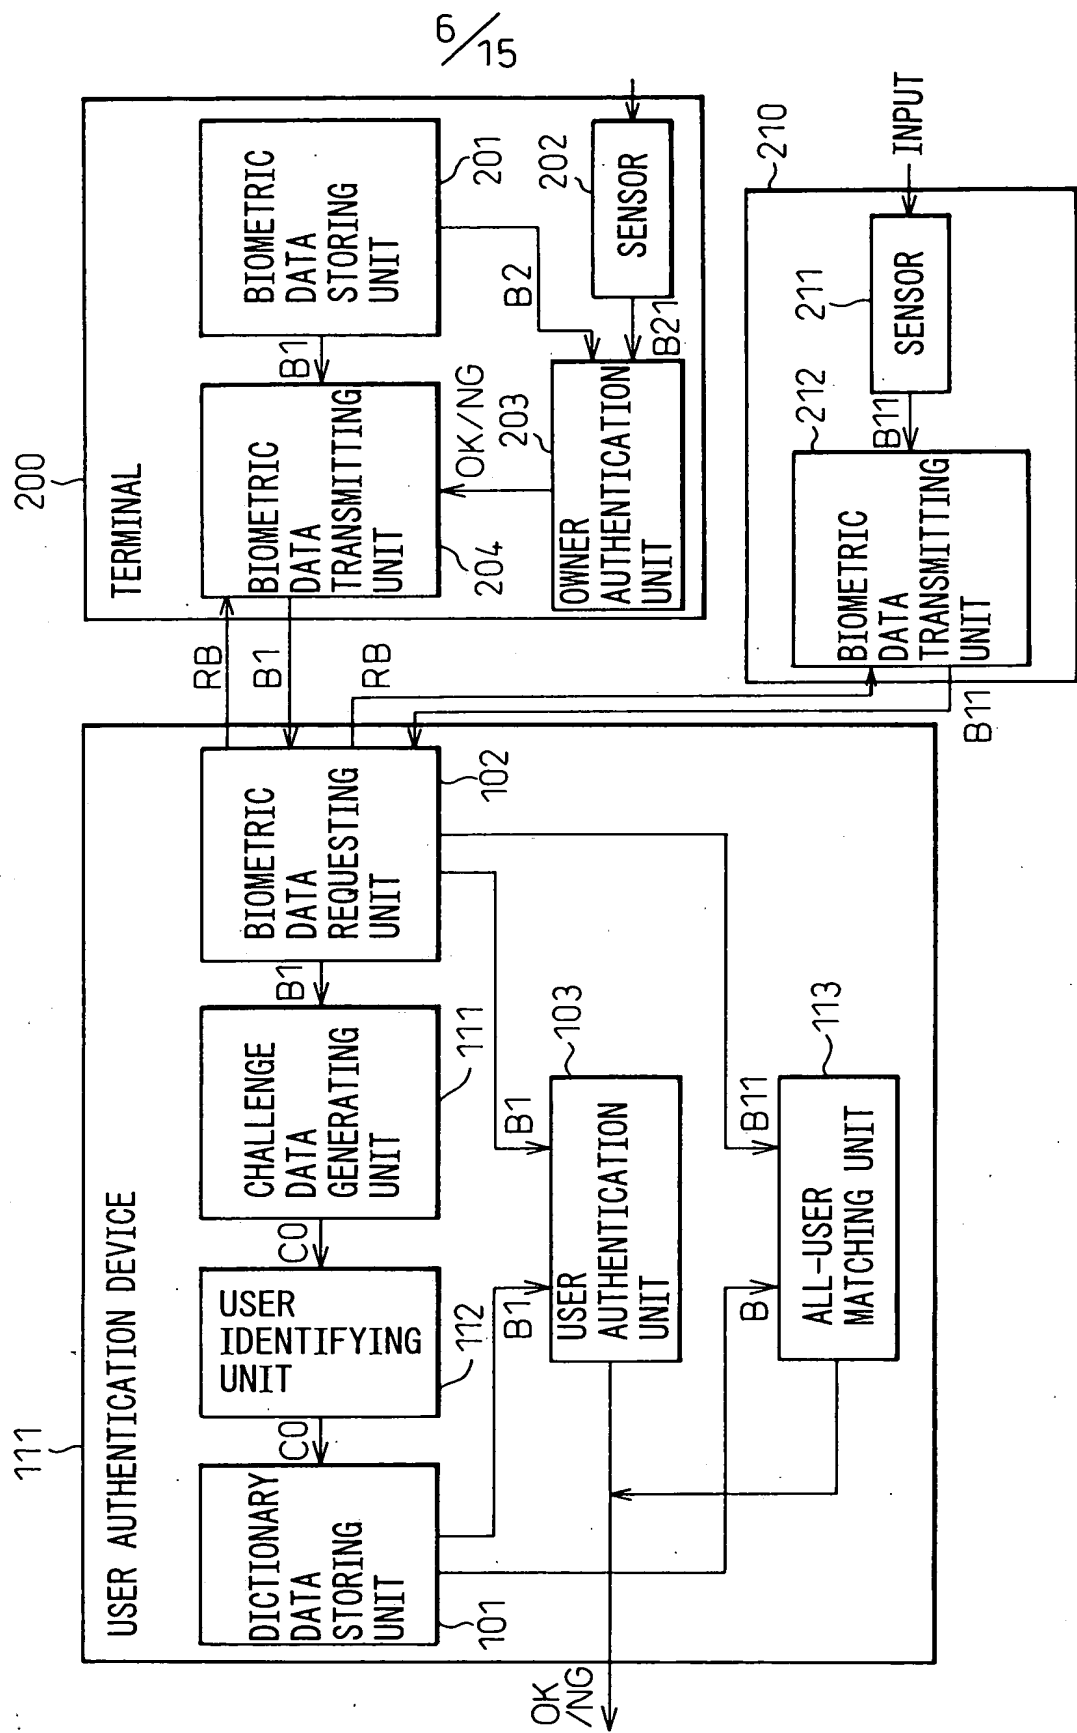 6/15
111
USER AUTHENTICATION DEVICE
DICTIONARY
DATA
STORING
UNIT
101
C0
USER
IDENTIFYING
UNIT
112
C0
CHALLENGE
DATA
GENERATING
UNIT
111
B1
BIOMETRIC
DATA
REQUESTING
UNIT
102
B1
B1
USER
AUTHENTICATION
UNIT
103
B
B11
ALL-USER
MATCHING UNIT
113
OK
/NG
RB
B1
RB
B11
200
TERMINAL
BIOMETRIC
DATA
TRANSMITTING
UNIT
204
B1
BIOMETRIC
DATA
STORING
UNIT
201
OK/NG
B2
OWNER
AUTHENTICATION
UNIT
203
B21
SENSOR
202
210
BIOMETRIC
DATA
TRANSMITING
UNIT
212
B11
SENSOR
211
INPUT